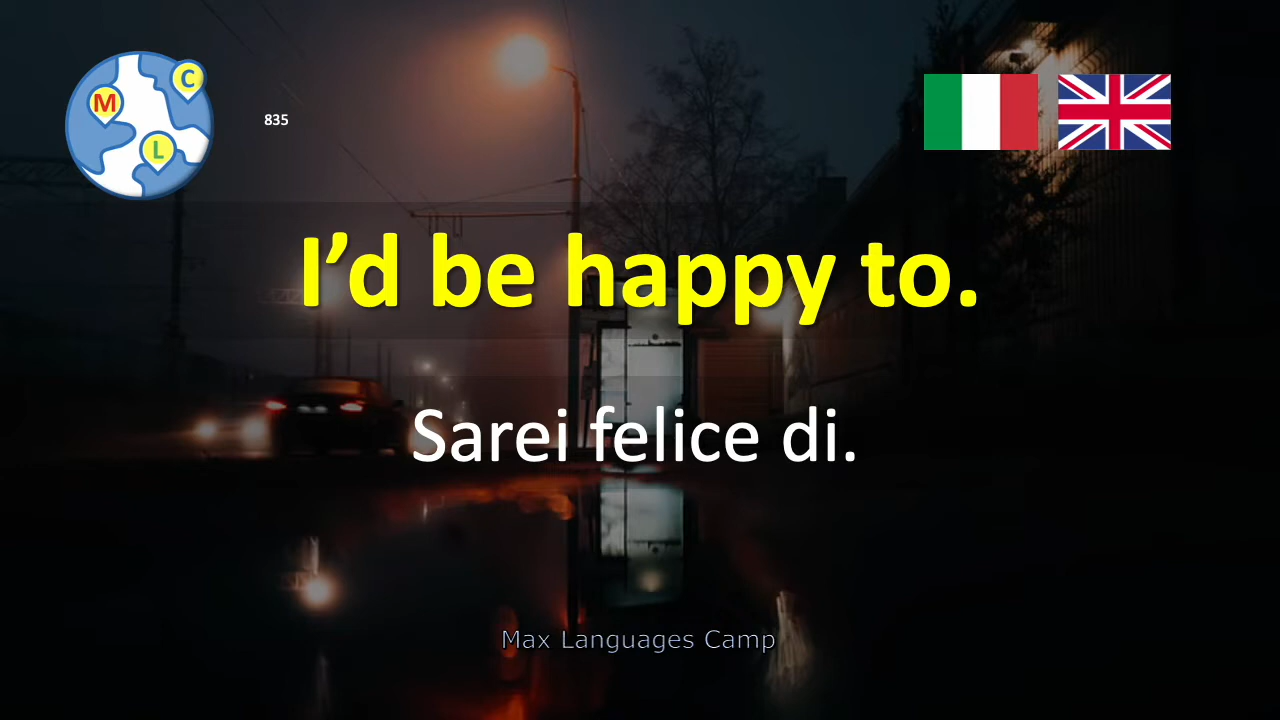 C
M
L
835
I’d be happy to.
Sarei felice di.
Max Languages Camp